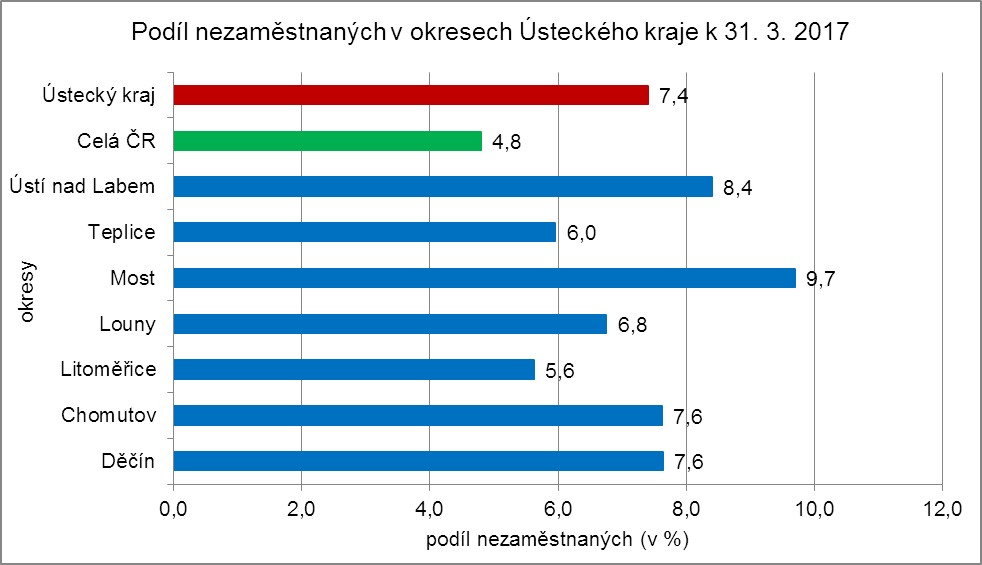 Podíl nezaměstnaných v okresech Ústeckého kraje k 31. 3. 2017
Ústecký kraj 7,4
Celá ČR 4,8
Ústí nad Labem 8,4
Teplice 6,0
Most 9,7
Louny 6,8
Litoměřice 5,6
Chomutov 7,6
Děčín 7,6
okresy
0,0 2,0 4,0 6,0 8,0 10,0 12,0
podíl nezaměstnaných (v %)